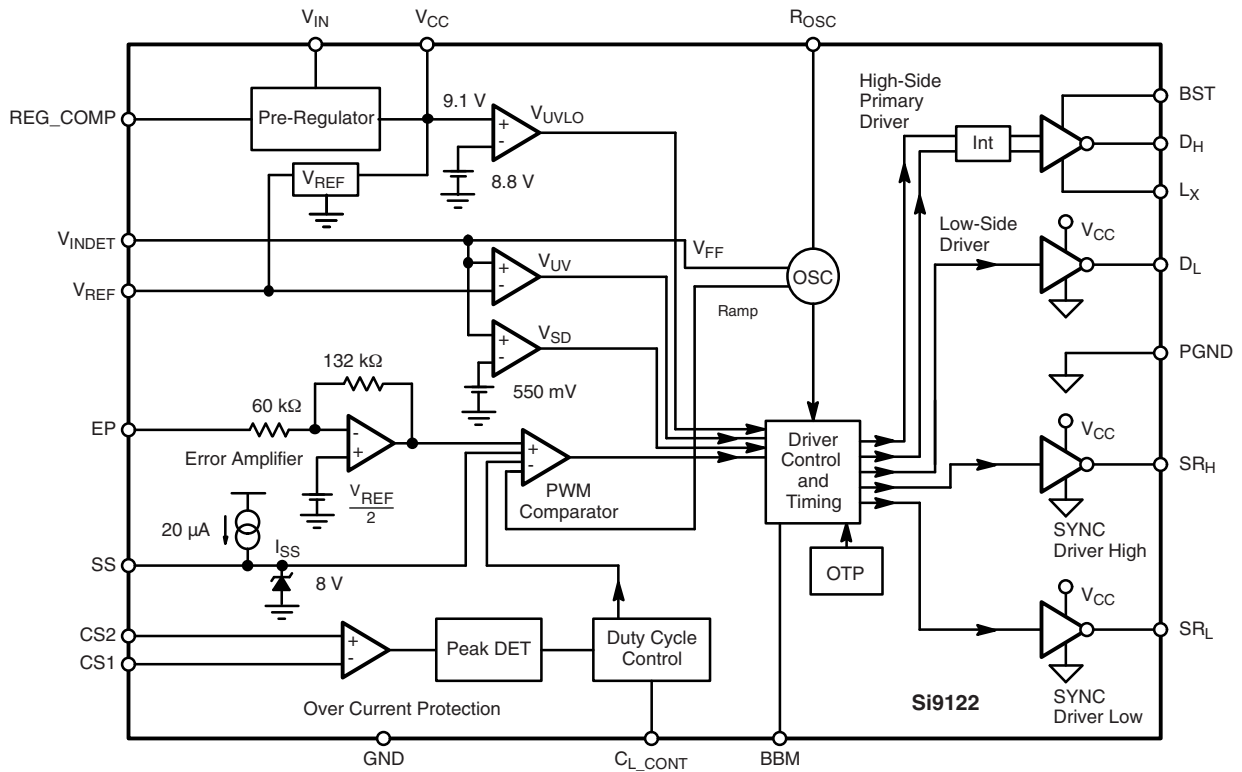 V_IN
V_CC
R_OSC
REG_COMP
Pre-Regulator
9.1 V
V_UVLO
+
-
8.8 V
V_REF
High-Side
Primary
Driver
Int
BST
D_H
L_X
V_INDET
V_REF
V_FF
+
-
V_UV
OSC
Ramp
Low-Side
Driver
V_CC
D_L
+
-
V_SD
550 mV
PGND
132 kΩ
60 kΩ
EP
-
+
Error Amplifier
V_REF
2
+
-
PWM
Comparator
Driver
Control
and
Timing
V_CC
SR_H
SYNC
Driver High
20 µA
I_SS
SS
8 V
OTP
V_CC
SR_L
SYNC
Driver Low
CS2
CS1
+
-
Peak DET
Duty Cycle
Control
Over Current Protection
Si9122
GND
C_L_CONT
BBM